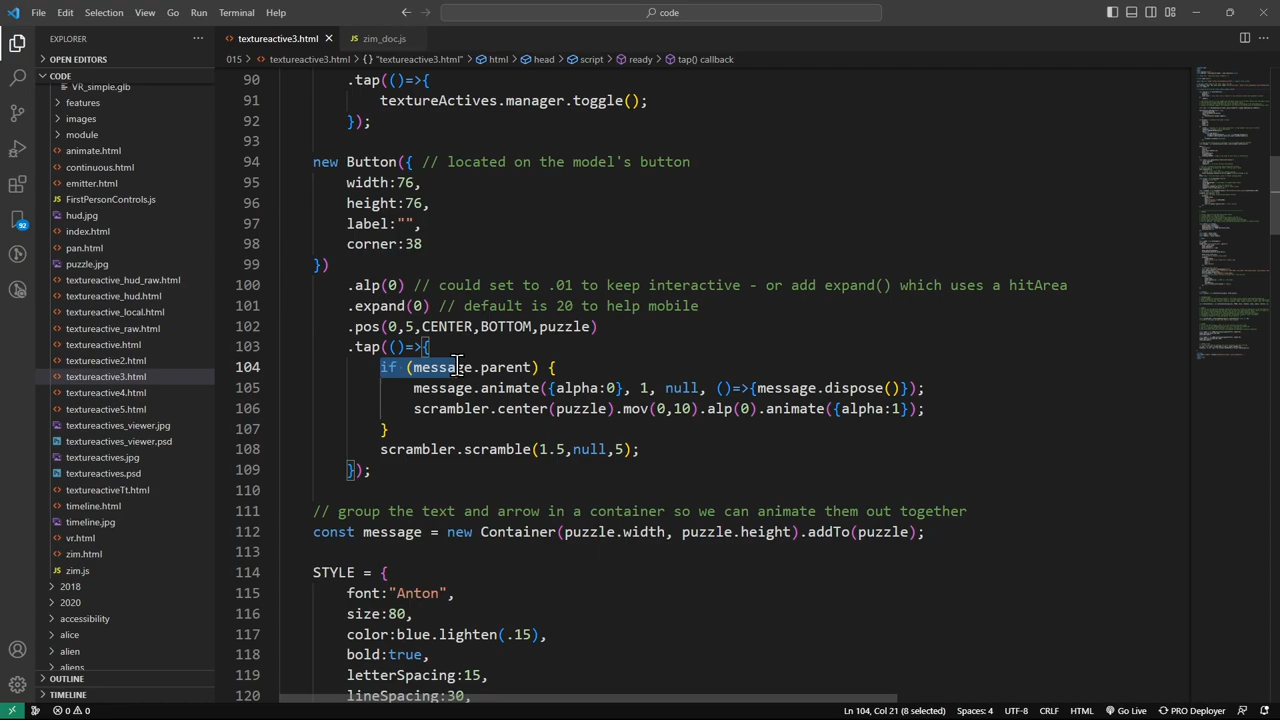 File Edit Selection View Go Run Terminal Help
code
EXPLORER
textureactive3.html
zim_doc.js
OPEN EDITORS
015 > textureactive3.html > {} "textureactive3.html" > html > head > script > ready > tap() callback
CODE
VR_simple.glb
features
images
module
animate.html
continuous.html
emitter.html
FirstPersonControls.js
hud.jpg
index.html
pan.html
puzzle.jpg
textureactive_hud_raw.html
textureactive_hud.html
textureactive_local.html
textureactive_raw.html
textureactive.html
textureactive2.html
textureactive3.html
textureactive4.html
textureactive5.html
textureactives_viewer.jpg
textureactives_viewer.psd
textureactives.jpg
textureactives.psd
textureactiveTt.html
timeline.html
timeline.jpg
vr.html
zim.html
zim.js
2018
2020
accessibility
alice
alien
aliens
OUTLINE
TIMELINE
92
90 .tap(()=>{
91 textureActives.manager.toggle();
92 });
93
94 new Button({ // located on the model's button
95 width:76,
96 height:76,
97 label:"",
98 corner:38
99 })
100 .alp(0) // could set to .01 to keep interactive - or add expand() which uses a hitArea
101 .expand(0) // default is 20 to help mobile
102 .pos(0,5,CENTER,BOTTOM,puzzle)
103 .tap(()=>{
104 if (message.parent) {
105 message.animate({alpha:0}, 1, null, ()=>{message.dispose()});
106 scrambler.center(puzzle).mov(0,10).alp(0).animate({alpha:1});
107 }
108 scrambler.scramble(1.5,null,5);
109 });
110
111 // group the text and arrow in a container so we can animate them out together
112 const message = new Container(puzzle.width, puzzle.height).addTo(puzzle);
113
114 STYLE = {
115 font:"Anton",
116 size:80,
117 color:blue.lighten(.15),
118 bold:true,
119 letterSpacing:15,
120 lineSpacing:30,
0 0 Ln 104, Col 21 (8 selected) Spaces: 4 UTF-8 CRLF HTML Go Live PRO Deployer